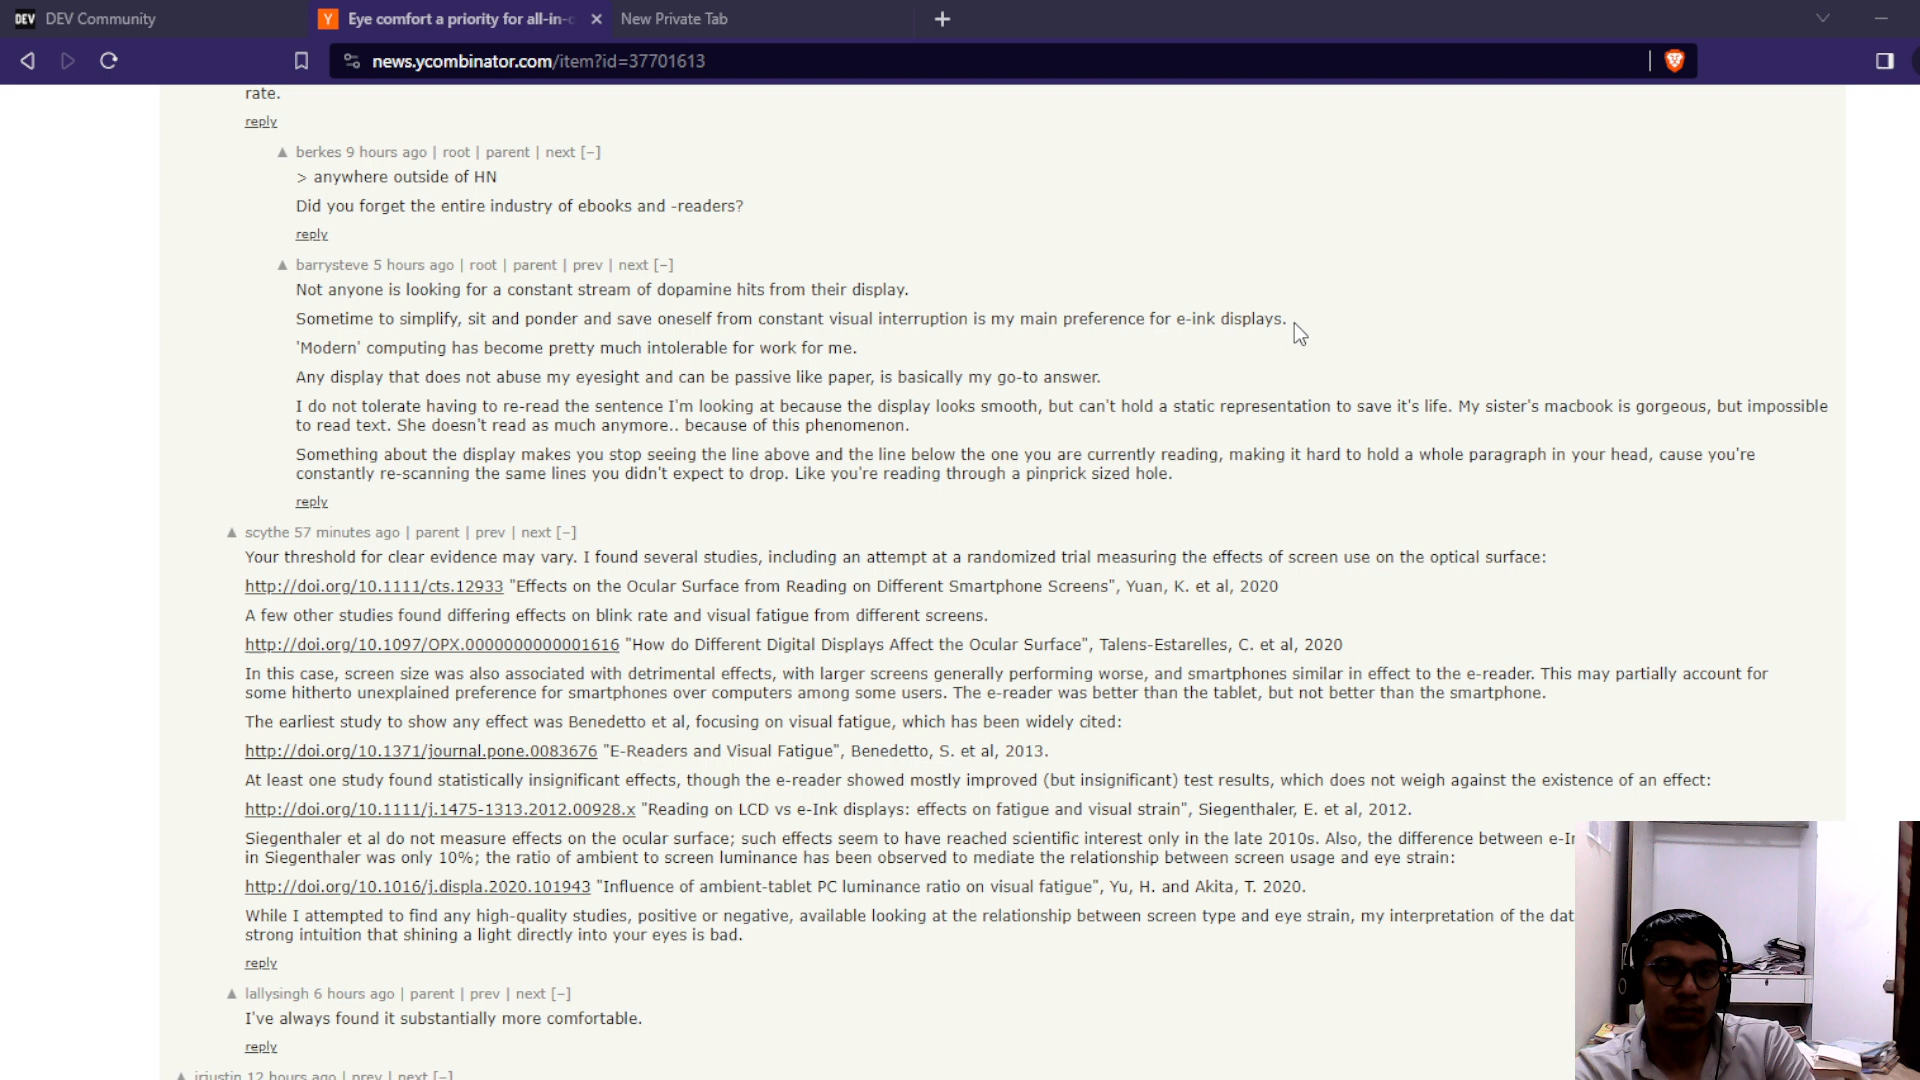 DEV DEV Community
Y Eye comfort a priority for all-in-o
New Private Tab
news.ycombinator.com/item?id=37701613
rate.
reply
▲ berkes 9 hours ago | root | parent | next [–]
> anywhere outside of HN
Did you forget the entire industry of ebooks and -readers?
reply
▲ barrysteve 5 hours ago | root | parent | prev | next [–]
Not anyone is looking for a constant stream of dopamine hits from their display.
Sometime to simplify, sit and ponder and save oneself from constant visual interruption is my main preference for e-ink displays.
'Modern' computing has become pretty much intolerable for work for me.
Any display that does not abuse my eyesight and can be passive like paper, is basically my go-to answer.
I do not tolerate having to re-read the sentence I'm looking at because the display looks smooth, but can't hold a static representation to save it's life. My sister's macbook is gorgeous, but impossible
to read text. She doesn't read as much anymore.. because of this phenomenon.
Something about the display makes you stop seeing the line above and the line below the one you are currently reading, making it hard to hold a whole paragraph in your head, cause you're
constantly re-scanning the same lines you didn't expect to drop. Like you're reading through a pinprick sized hole.
reply
▲ scythe 57 minutes ago | parent | prev | next [–]
Your threshold for clear evidence may vary. I found several studies, including an attempt at a randomized trial measuring the effects of screen use on the optical surface:
http://doi.org/10.1111/cts.12933 "Effects on the Ocular Surface from Reading on Different Smartphone Screens", Yuan, K. et al, 2020
A few other studies found differing effects on blink rate and visual fatigue from different screens.
http://doi.org/10.1097/OPX.0000000000001616 "How do Different Digital Displays Affect the Ocular Surface", Talens-Estarelles, C. et al, 2020
In this case, screen size was also associated with detrimental effects, with larger screens generally performing worse, and smartphones similar in effect to the e-reader. This may partially account for
some hitherto unexplained preference for smartphones over computers among some users. The e-reader was better than the tablet, but not better than the smartphone.
The earliest study to show any effect was Benedetto et al, focusing on visual fatigue, which has been widely cited:
http://doi.org/10.1371/journal.pone.0083676 "E-Readers and Visual Fatigue", Benedetto, S. et al, 2013.
At least one study found statistically insignificant effects, though the e-reader showed mostly improved (but insignificant) test results, which does not weigh against the existence of an effect:
http://doi.org/10.1111/j.1475-1313.2012.00928.x "Reading on LCD vs e-Ink displays: effects on fatigue and visual strain", Siegenthaler, E. et al, 2012.
Siegenthaler et al do not measure effects on the ocular surface; such effects seem to have reached scientific interest only in the late 2010s. Also, the difference between
in Siegenthaler was only 10%; the ratio of ambient to screen luminance has been observed to mediate the relationship between screen usage and eye strain:
http://doi.org/10.1016/j.displa.2020.101943 "Influence of ambient-tablet PC luminance ratio on visual fatigue", Yu, H. and Akita, T. 2020.
While I attempted to find any high-quality studies, positive or negative, available looking at the relationship between screen type and eye strain, my interpretation of the
strong intuition that shining a light directly into your eyes is bad.
reply
▲ lallysingh 6 hours ago | parent | prev | next [–]
I've always found it substantially more comfortable.
reply
▲ irjustin 12 hours ago | prev | next [–]